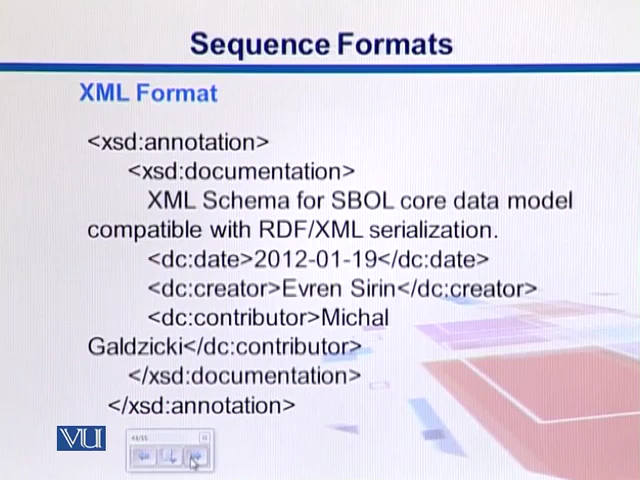 Sequence Formats
XML Format
<xsd:annotation>
<xsd:documentation>
XML Schema for SBOL core data model
compatible with RDF/XML serialization.
<dc:date>2012-01-19</dc:date>
<dc:creator>Evren Sirin</dc:creator>
<dc:contributor>Michal
Galdzicki</dc:contributor>
</xsd:documentation>
</xsd:annotation>
VU